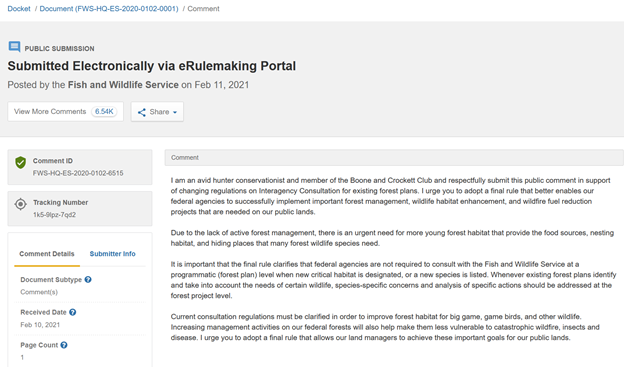 Docket / Document (FWS-HQ-ES-2020-0102-0001) / Comment
PUBLIC SUBMISSION
Submitted Electronically via eRulemaking Portal
Posted by the Fish and Wildlife Service on Feb 11, 2021
View More Comments 6.54K
Share
Comment ID
FWS-HQ-ES-2020-0102-6515
Tracking Number
1k5-9lpz-7qd2
Comment Details
Submitter Info
Document Subtype
Comment(s)
Received Date
Feb 10, 2021
Page Count
1
Comment
I am an avid hunter conservationist and member of the Boone and Crockett Club and respectfully submit this public comment in support
of changing regulations on Interagency Consultation for existing forest plans. I urge you to adopt a final rule that better enables our
federal agencies to successfully implement important forest management, wildlife habitat enhancement, and wildfire fuel reduction
projects that are needed on our public lands.
Due to the lack of active forest management, there is an urgent need for more young forest habitat that provide the food sources, nesting
habitat, and hiding places that many forest wildlife species need.
It is important that the final rule clarifies that federal agencies are not required to consult with the Fish and Wildlife Service at a
programmatic (forest plan) level when new critical habitat is designated, or a new species is listed. Whenever existing forest plans identify
and take into account the needs of certain wildlife, species-specific concerns and analysis of specific actions should be addressed at the
forest project level.
Current consultation regulations must be clarified in order to improve forest habitat for big game, game birds, and other wildlife.
Increasing management activities on our federal forests will also help make them less vulnerable to catastrophic wildfire, insects and
disease. I urge you to adopt a final rule that allows our land managers to achieve these important goals for our public lands.